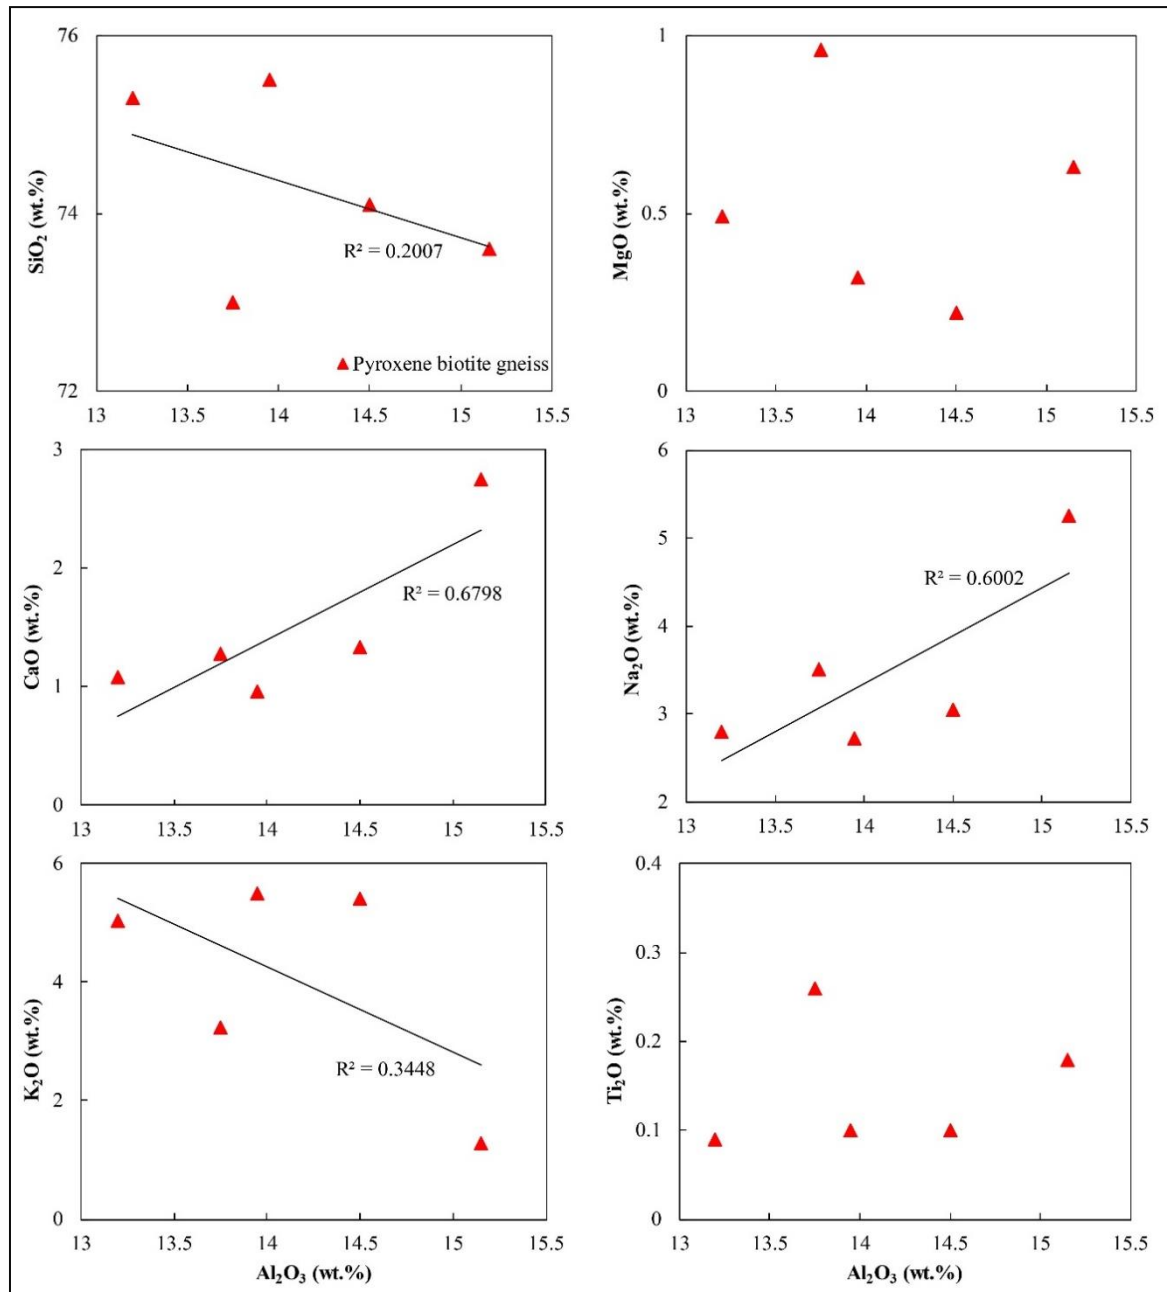 76
74
72
SiO₂ (wt.%)
R² = 0.2007
Pyroxene biotite gneiss
13 13.5 14 14.5 15 15.5
1
0.5
0
MgO (wt.%)
13 13.5 14 14.5 15 15.5
3
2
1
0
CaO (wt.%)
R² = 0.6798
13 13.5 14 14.5 15 15.5
6
5
4
3
2
Na₂O (wt.%)
R² = 0.6002
13 13.5 14 14.5 15 15.5
6
4
2
0
K₂O (wt.%)
R² = 0.3448
13 13.5 14 14.5 15 15.5
Al₂O₃ (wt.%)
0.4
0.3
0.2
0.1
0
Ti₂O (wt.%)
13 13.5 14 14.5 15 15.5
Al₂O₃ (wt.%)